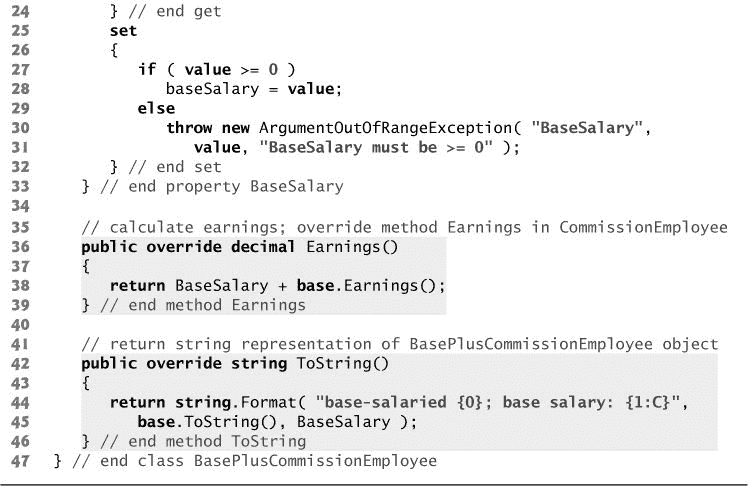 24 } // end get
25 set
26 {
27 if ( value >= 0 )
28 baseSalary = value;
29 else
30 throw new ArgumentOutOfRangeException( "BaseSalary",
31 value, "BaseSalary must be >= 0" );
32 } // end set
33 } // end property BaseSalary
34
35 // calculate earnings; override method Earnings in CommissionEmployee
36 public override decimal Earnings()
37 {
38 return BaseSalary + base.Earnings();
39 } // end method Earnings
40
41 // return string representation of BasePlusCommissionEmployee object
42 public override string ToString()
43 {
44 return string.Format( "base-salaried {0}; base salary: {1:C}",
45 base.ToString(), BaseSalary );
46 } // end method ToString
47 } // end class BasePlusCommissionEmployee